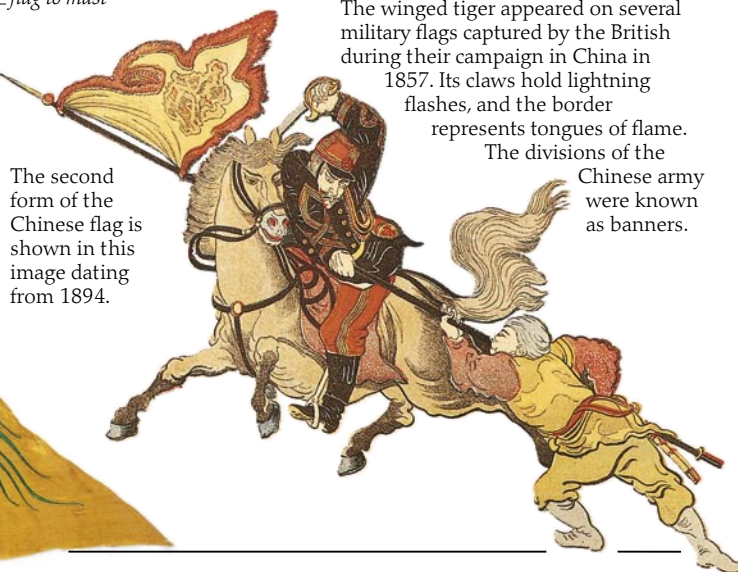 flag to mast
The winged tiger appeared on several
military flags captured by the British
during their campaign in China in
1857. Its claws hold lightning
flashes, and the border
represents tongues of flame.
The divisions of the
Chinese army
were known
as banners.
The second
form of the
Chinese flag is
shown in this
image dating
from 1894.